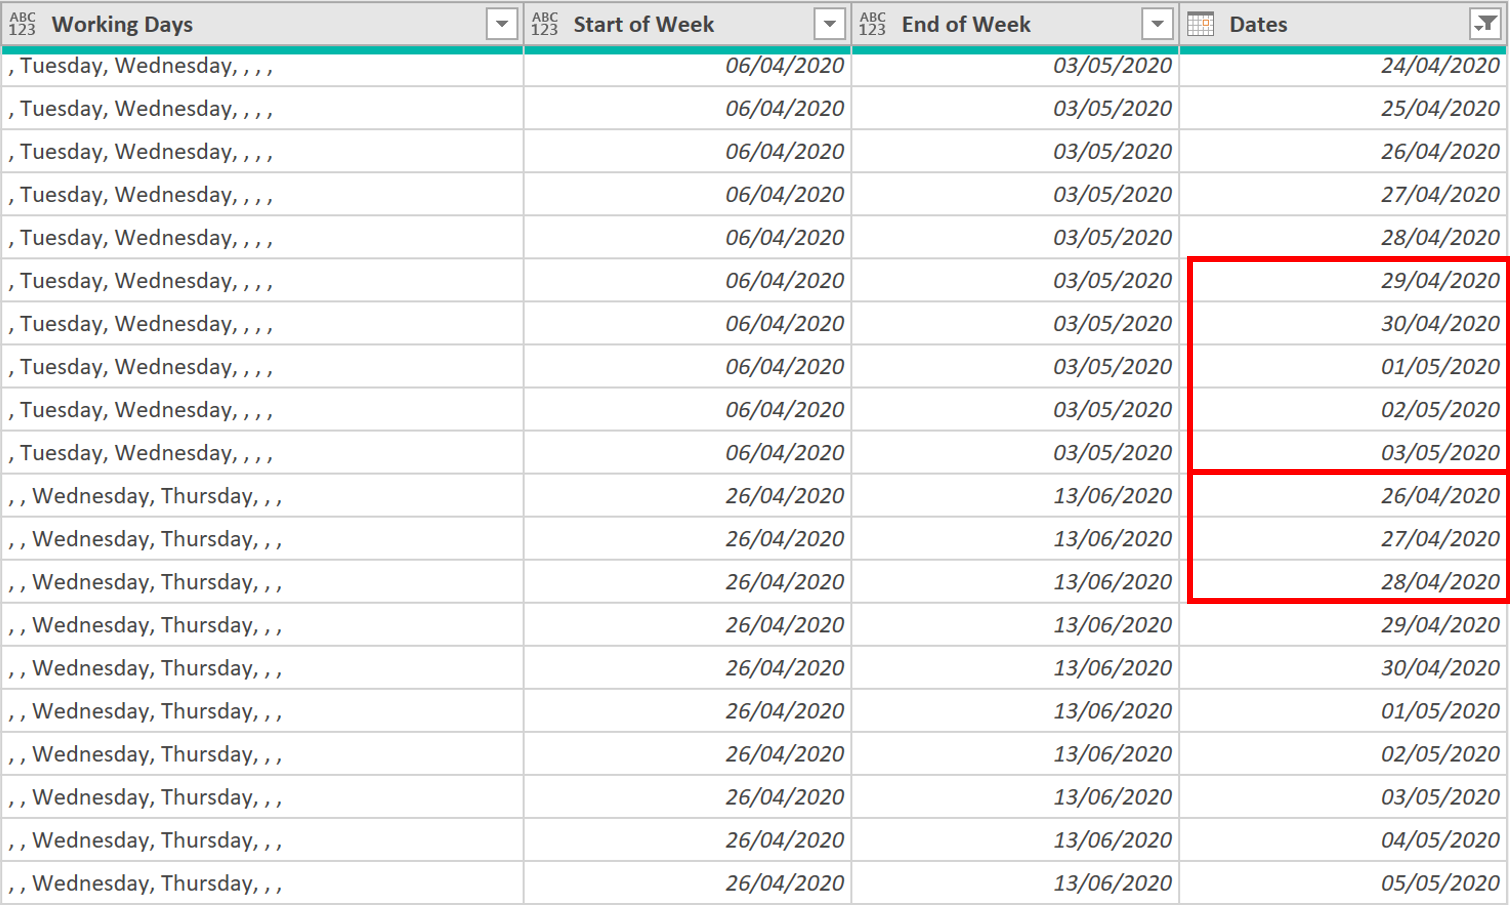 ABC 123 Working Days ABC 123 Start of Week ABC 123 End of Week Dates
, Tuesday, Wednesday, , , , 06/04/2020 03/05/2020 24/04/2020
, Tuesday, Wednesday, , , , 06/04/2020 03/05/2020 25/04/2020
, Tuesday, Wednesday, , , , 06/04/2020 03/05/2020 26/04/2020
, Tuesday, Wednesday, , , , 06/04/2020 03/05/2020 27/04/2020
, Tuesday, Wednesday, , , , 06/04/2020 03/05/2020 28/04/2020
, Tuesday, Wednesday, , , , 06/04/2020 03/05/2020 29/04/2020
, Tuesday, Wednesday, , , , 06/04/2020 03/05/2020 30/04/2020
, Tuesday, Wednesday, , , , 06/04/2020 03/05/2020 01/05/2020
, Tuesday, Wednesday, , , , 06/04/2020 03/05/2020 02/05/2020
, Tuesday, Wednesday, , , , 06/04/2020 03/05/2020 03/05/2020
, , Wednesday, Thursday, , , 26/04/2020 13/06/2020 26/04/2020
, , Wednesday, Thursday, , , 26/04/2020 13/06/2020 27/04/2020
, , Wednesday, Thursday, , , 26/04/2020 13/06/2020 28/04/2020
, , Wednesday, Thursday, , , 26/04/2020 13/06/2020 29/04/2020
, , Wednesday, Thursday, , , 26/04/2020 13/06/2020 30/04/2020
, , Wednesday, Thursday, , , 26/04/2020 13/06/2020 01/05/2020
, , Wednesday, Thursday, , , 26/04/2020 13/06/2020 02/05/2020
, , Wednesday, Thursday, , , 26/04/2020 13/06/2020 03/05/2020
, , Wednesday, Thursday, , , 26/04/2020 13/06/2020 04/05/2020
, , Wednesday, Thursday, , , 26/04/2020 13/06/2020 05/05/2020